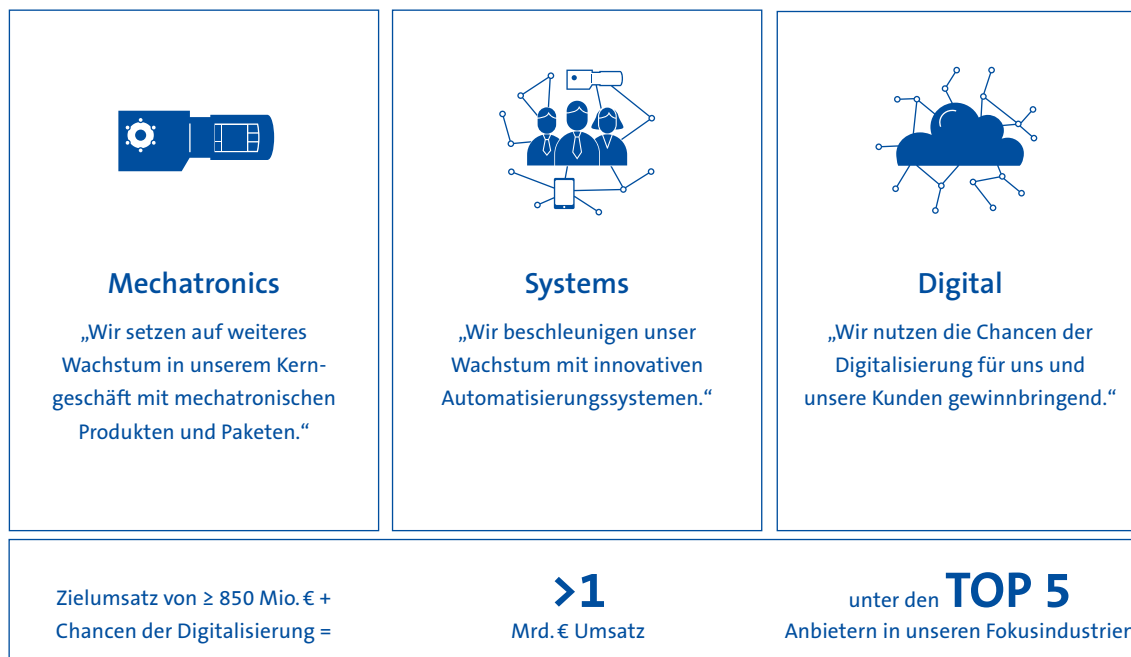 Mechatronics
„Wir setzen auf weiteres
Wachstum in unserem Kern-
geschäft mit mechatronischen
Produkten und Paketen.“
Systems
„Wir beschleunigen unser
Wachstum mit innovativen
Automatisierungssystemen.“
Digital
„Wir nutzen die Chancen der
Digitalisierung für uns und
unsere Kunden gewinnbringend.“
Zielumsatz von ≥ 850 Mio. € +
Chancen der Digitalisierung =
>1
Mrd. € Umsatz
unter den TOP 5
Anbietern in unseren Fokusindustrien